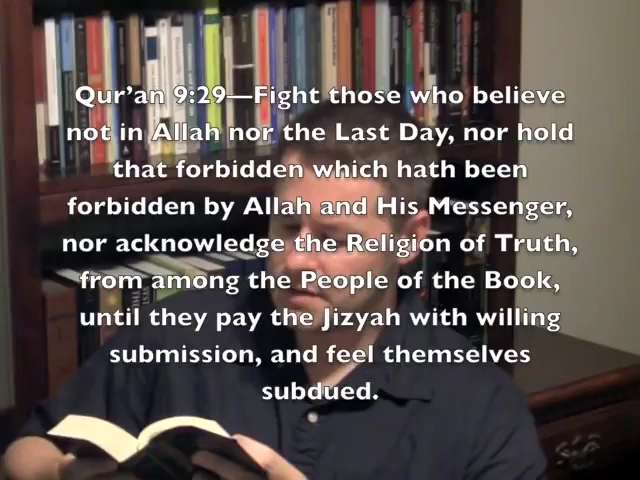 Qur'an 9:29—Fight those who believe
not in Allah nor the Last Day, nor hold
that forbidden which hath been
forbidden by Allah and His Messenger,
nor acknowledge the Religion of Truth,
from among the People of the Book,
until they pay the Jizyah with willing
submission, and feel themselves
subdued.